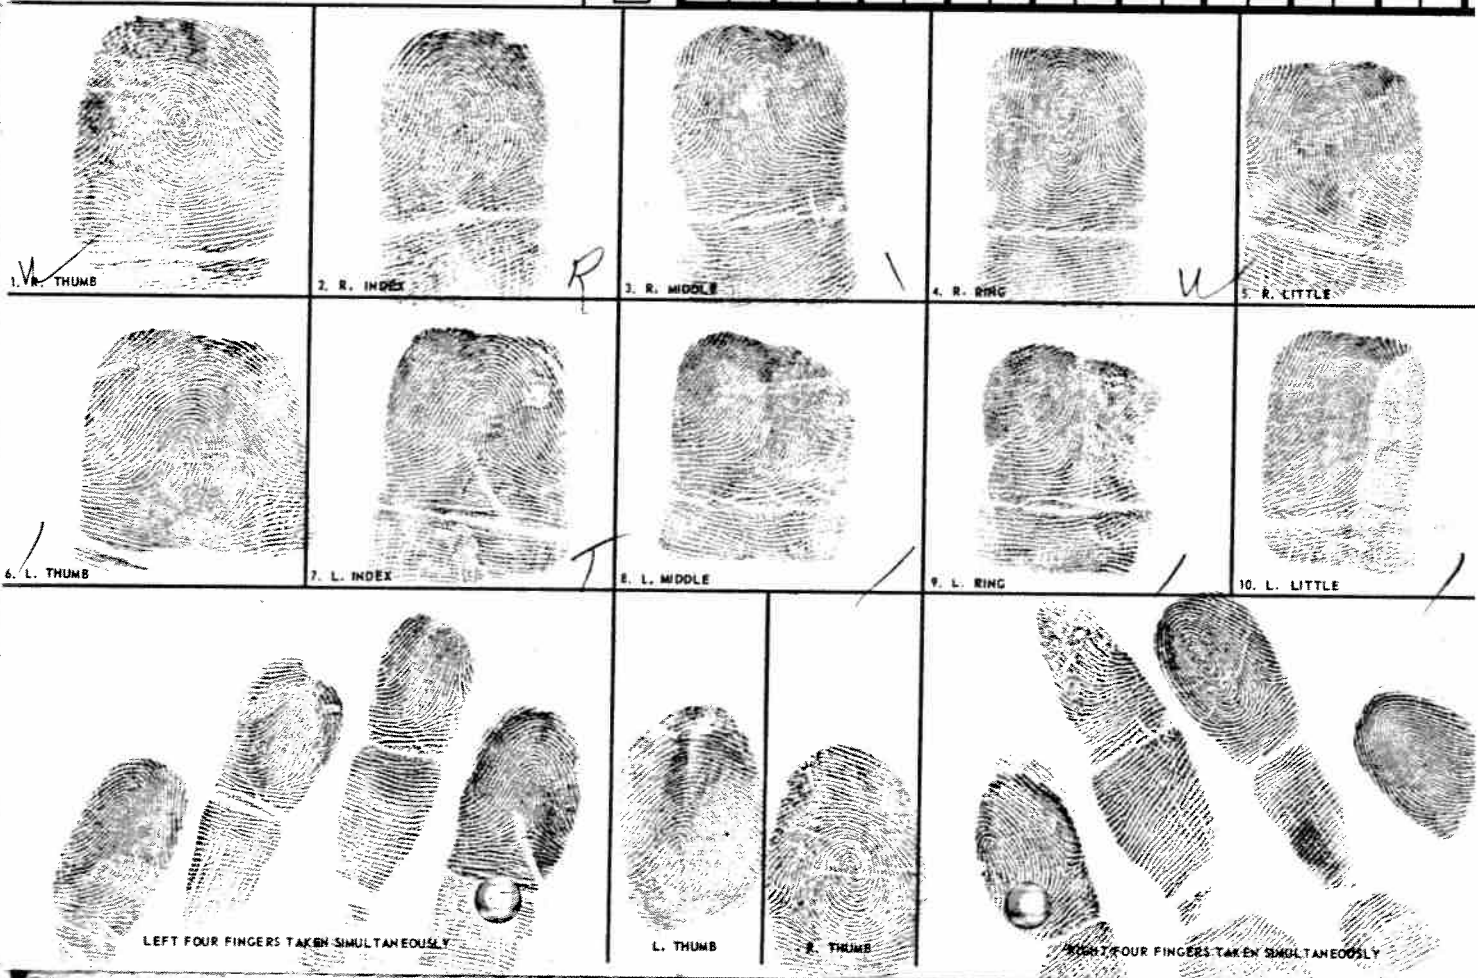 1. R. THUMB
W
2. R. INDEX
R
3. R. MIDDLE
\
4. R. RING
W
5. R. LITTLE
6. L. THUMB
/
7. L. INDEX
T
8. L. MIDDLE
/
9. L. RING
/
10. L. LITTLE
/
LEFT FOUR FINGERS TAKEN SIMULTANEOUSLY
L. THUMB
R. THUMB
RIGHT FOUR FINGERS TAKEN SIMULTANEOUSLY